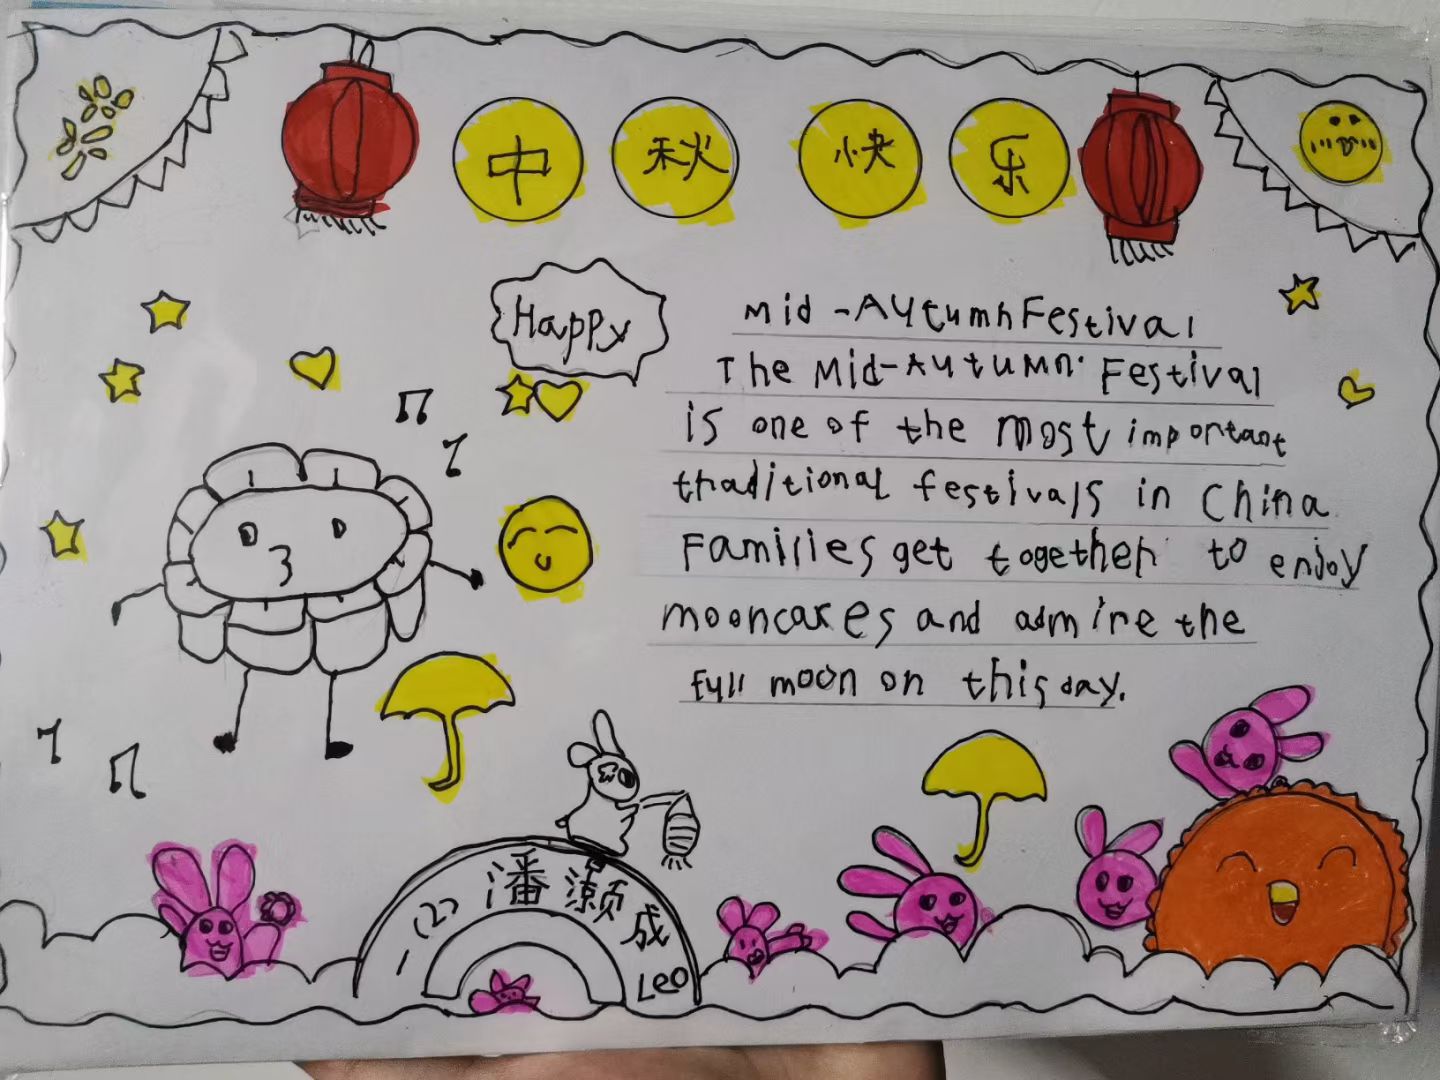 中秋快乐
Happy
Mid-AutumnFestival
The Mid-Autumn Festival
is one of the most important
traditional festivals in China
Families get together to enjoy
mooncakes and admire the
full moon on this day.
一(2) 潘灏成
Leo